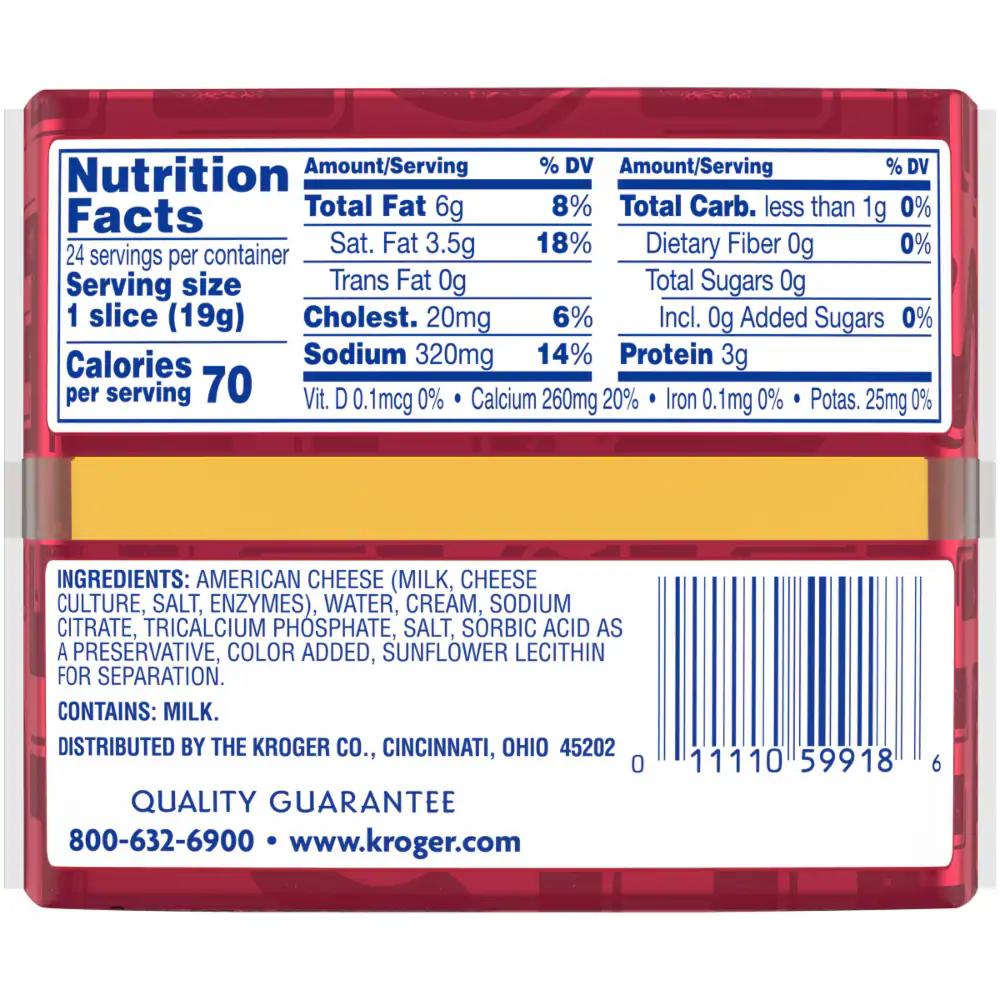 Nutrition
Facts
24 servings per container
Serving size
1 slice (19g)
Calories
per serving 70
Amount/Serving % DV
Total Fat 6g 8%
Sat. Fat 3.5g 18%
Trans Fat 0g
Cholest. 20mg 6%
Sodium 320mg 14%
Amount/Serving % DV
Total Carb. less than 1g 0%
Dietary Fiber 0g 0%
Total Sugars 0g
Incl. 0g Added Sugars 0%
Protein 3g
Vit. D 0.1mcg 0% • Calcium 260mg 20% • Iron 0.1mg 0% • Potas. 25mg 0%
INGREDIENTS: AMERICAN CHEESE (MILK, CHEESE
CULTURE, SALT, ENZYMES), WATER, CREAM, SODIUM
CITRATE, TRICALCIUM PHOSPHATE, SALT, SORBIC ACID AS
A PRESERVATIVE, COLOR ADDED, SUNFLOWER LECITHIN
FOR SEPARATION.
CONTAINS: MILK.
DISTRIBUTED BY THE KROGER CO., CINCINNATI, OHIO 45202
QUALITY GUARANTEE
800-632-6900 • www.kroger.com
0 11110 59918 6